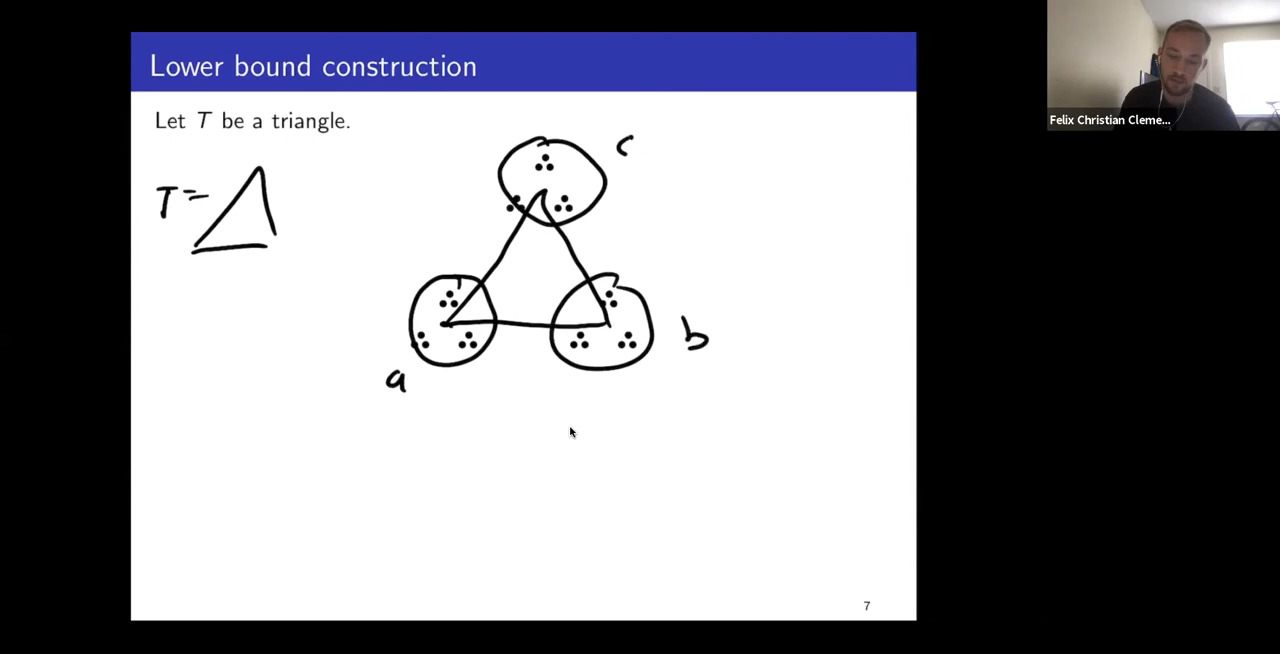 Lower bound construction
Let T be a triangle.
T =
c
b
a
7
Felix Christian Cleme...